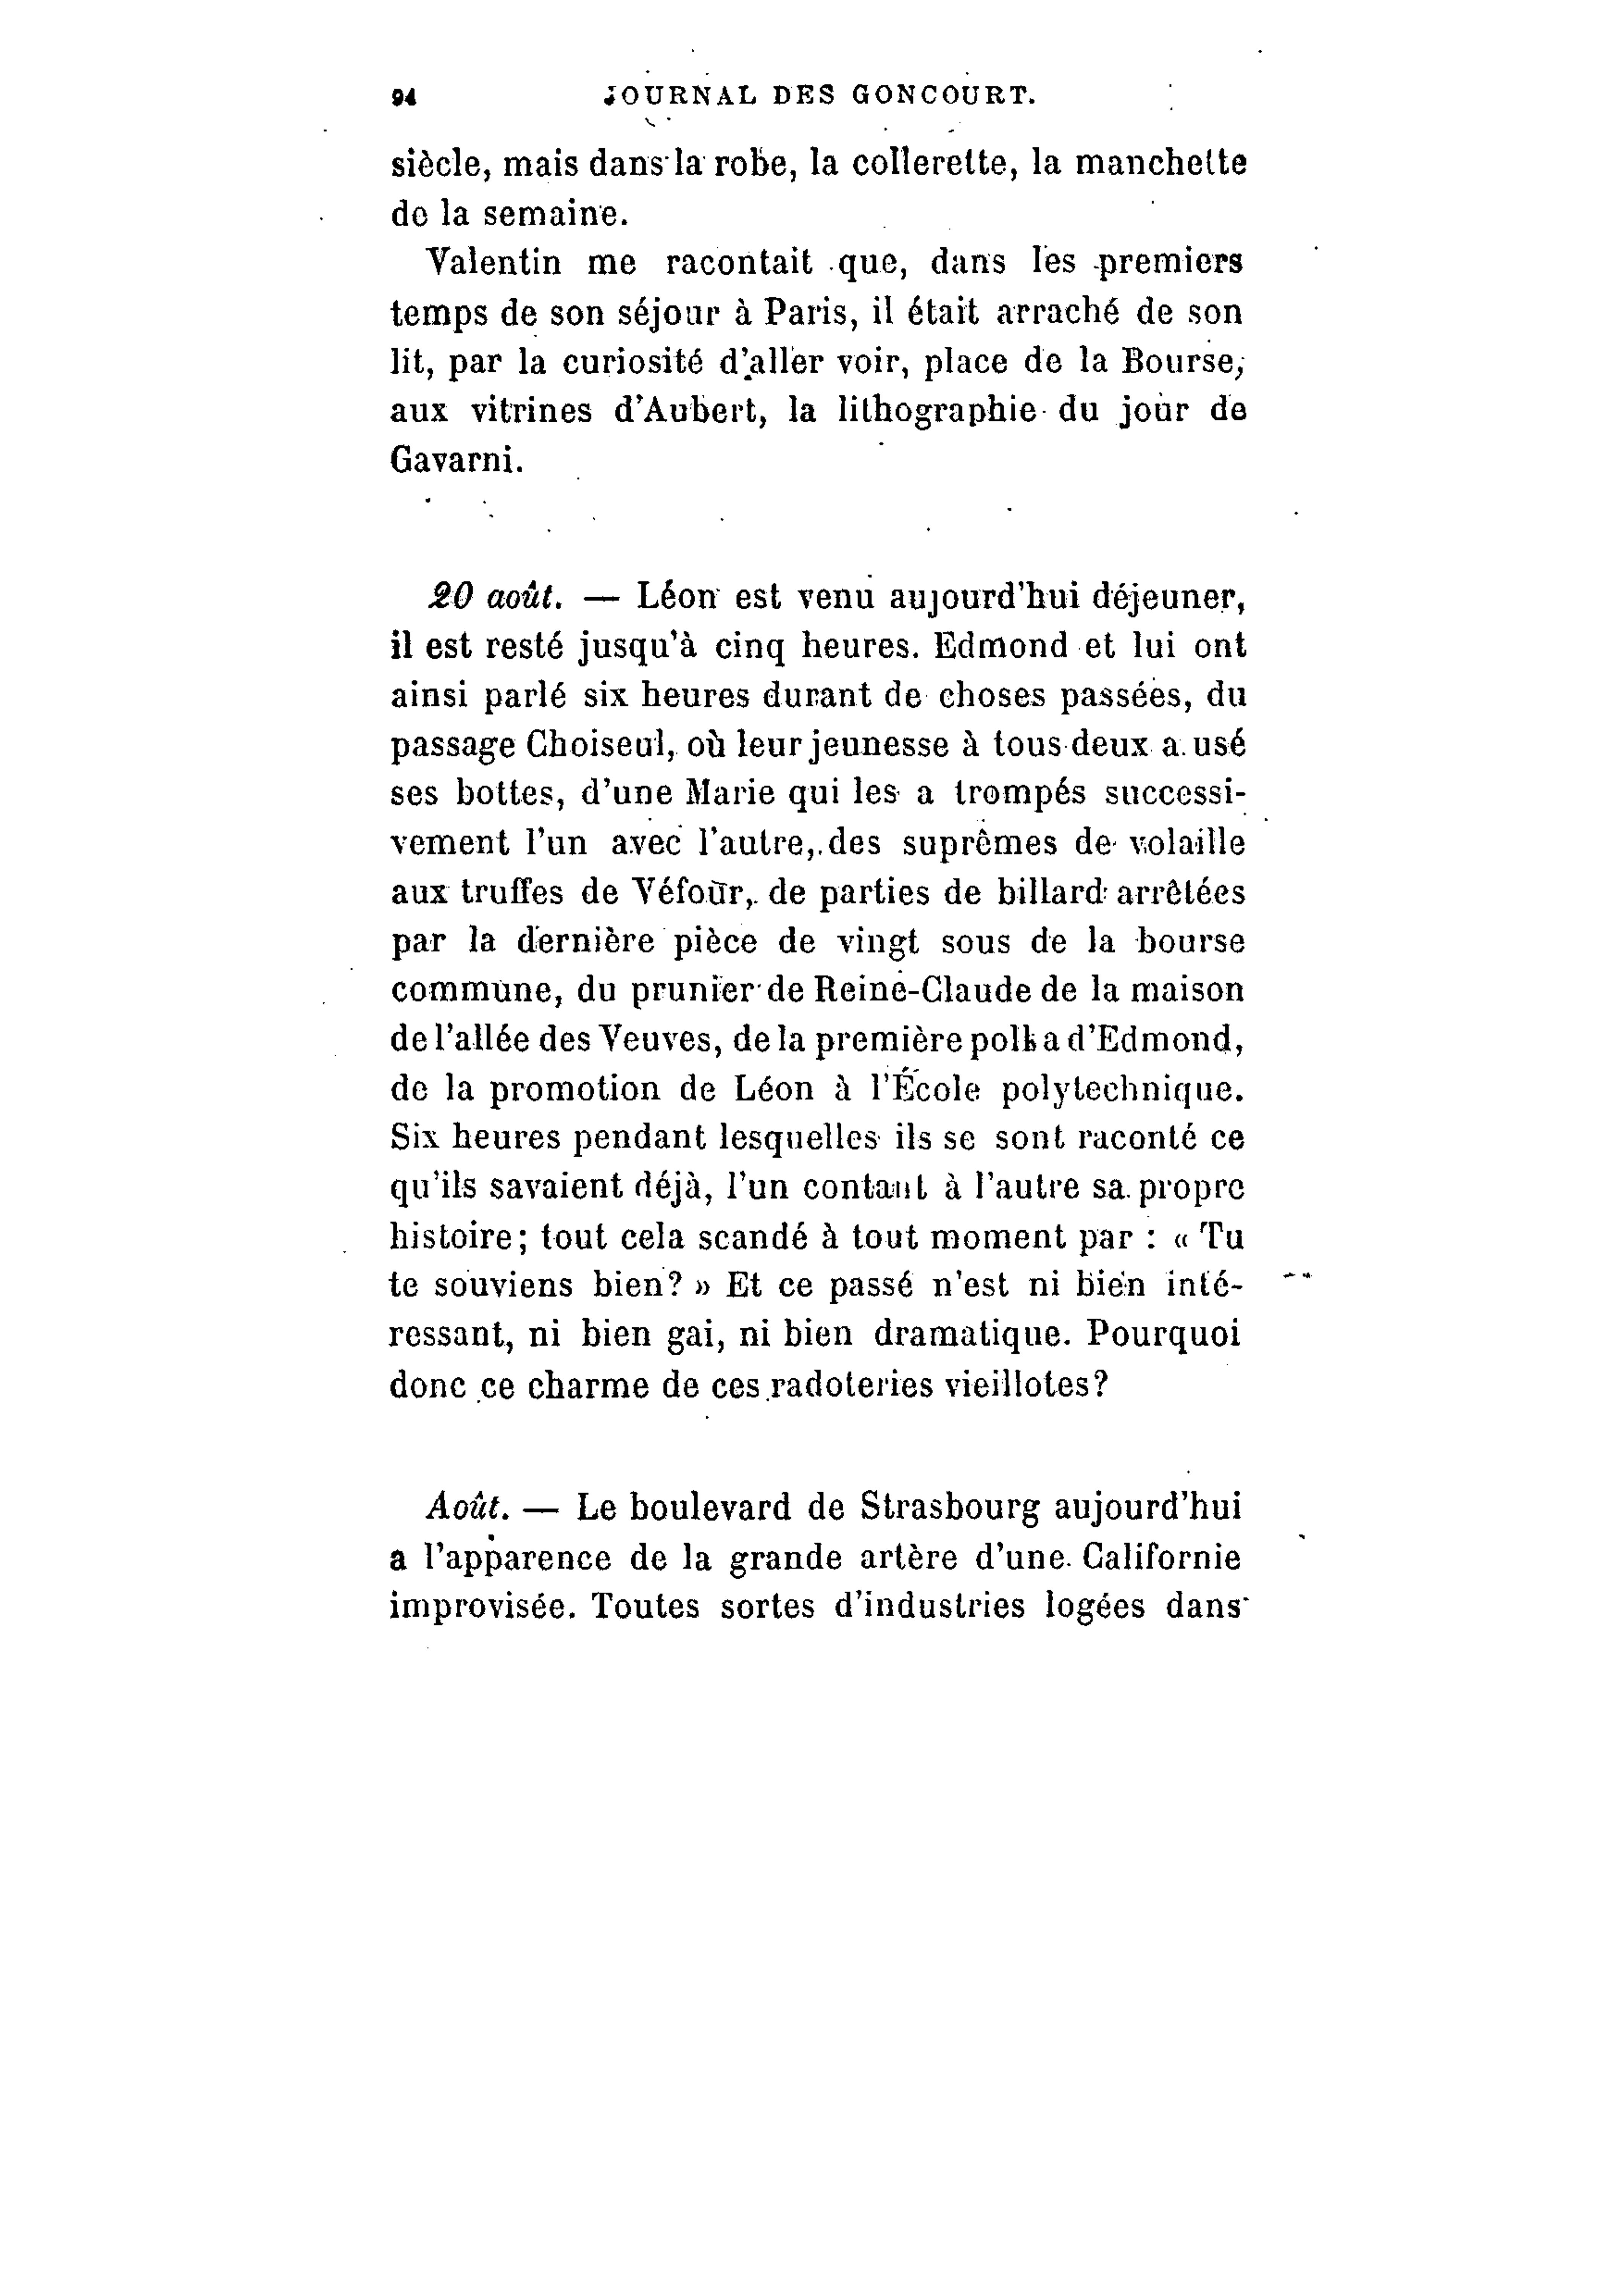 94 JOURNAL DES GONCOURT.
siècle, mais dans la robe, la collerette, la manchette
de la semaine.
Valentin me racontait que, dans les premiers
temps de son séjour à Paris, il était arraché de son
lit, par la curiosité d'aller voir, place de la Bourse,
aux vitrines d'Aubert, la lithographie du jour de
Gavarni.
20 août. — Léon est venu aujourd'hui déjeuner,
il est resté jusqu'à cinq heures. Edmond et lui ont
ainsi parlé six heures durant de choses passées, du
passage Choiseul, où leur jeunesse à tous deux a usé
ses bottes, d'une Marie qui les a trompés successi-
vement l'un avec l'autre, des suprêmes de volaille
aux truffes de Véfour, de parties de billard arrêtées
par la dernière pièce de vingt sous de la bourse
commune, du prunier de Reine-Claude de la maison
de l'allée des Veuves, de la première polka d'Edmond,
de la promotion de Léon à l'École polytechnique.
Six heures pendant lesquelles ils se sont raconté ce
qu'ils savaient déjà, l'un contant à l'autre sa propre
histoire; tout cela scandé à tout moment par : « Tu
te souviens bien? » Et ce passé n'est ni bien inté-
ressant, ni bien gai, ni bien dramatique. Pourquoi
donc ce charme de ces radoteries vieillotes?
Août. — Le boulevard de Strasbourg aujourd'hui
a l'apparence de la grande artère d'une Californie
improvisée. Toutes sortes d'industries logées dans